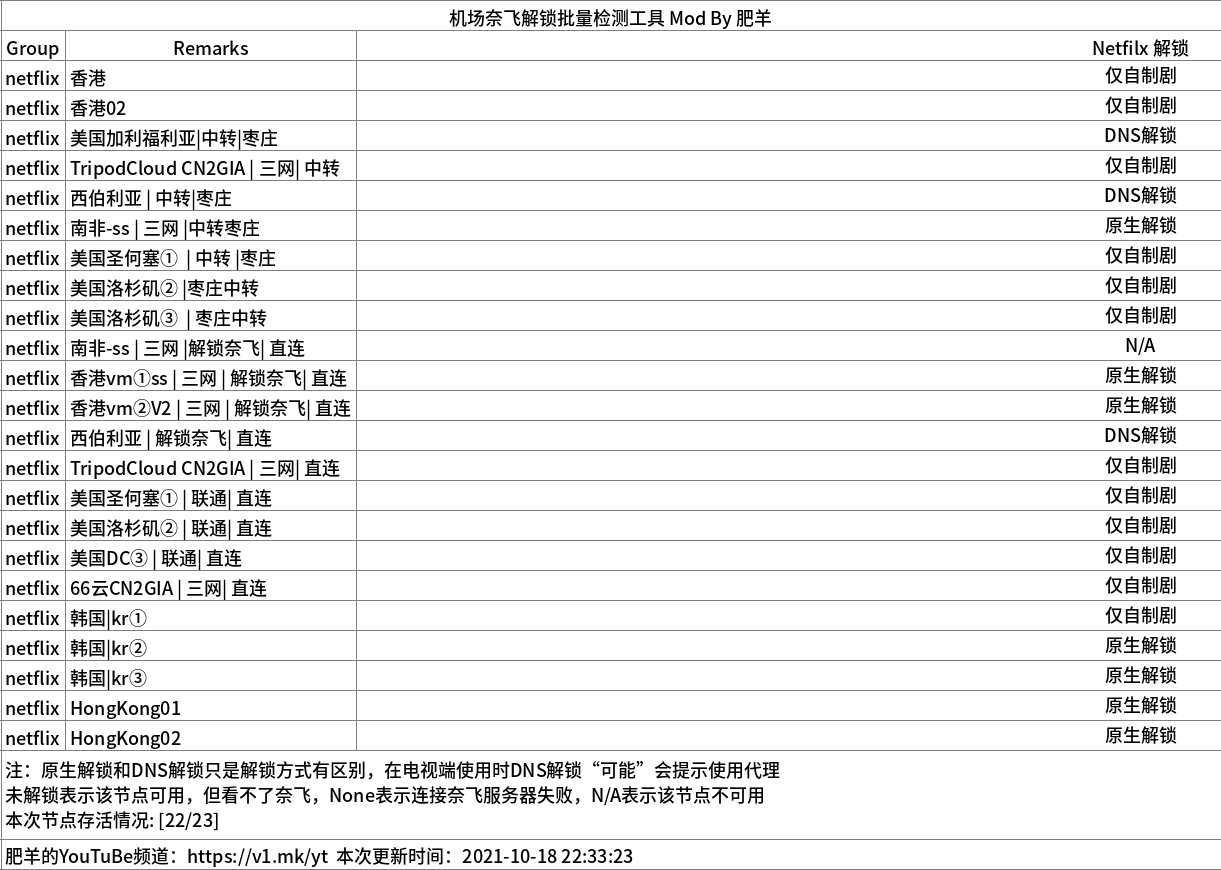 机场奈飞解锁批量检测工具 Mod By 肥羊
Group Remarks Netfilx 解锁
netflix 香港 仅自制剧
netflix 香港02 仅自制剧
netflix 美国加利福利亚|中转|枣庄 DNS解锁
netflix TripodCloud CN2GIA | 三网| 中转 仅自制剧
netflix 西伯利亚 | 中转|枣庄 DNS解锁
netflix 南非-ss | 三网 |中转枣庄 原生解锁
netflix 美国圣何塞① | 中转 |枣庄 仅自制剧
netflix 美国洛杉矶② |枣庄中转 仅自制剧
netflix 美国洛杉矶③ | 枣庄中转 仅自制剧
netflix 南非-ss | 三网 |解锁奈飞| 直连 N/A
netflix 香港vm①ss | 三网 | 解锁奈飞| 直连 原生解锁
netflix 香港vm②V2 | 三网 | 解锁奈飞| 直连 原生解锁
netflix 西伯利亚 | 解锁奈飞| 直连 DNS解锁
netflix TripodCloud CN2GIA | 三网| 直连 仅自制剧
netflix 美国圣何塞① | 联通| 直连 仅自制剧
netflix 美国洛杉矶② | 联通| 直连 仅自制剧
netflix 美国DC③ | 联通| 直连 仅自制剧
netflix 66云CN2GIA | 三网| 直连 仅自制剧
netflix 韩国|kr① 仅自制剧
netflix 韩国|kr② 原生解锁
netflix 韩国|kr③ 原生解锁
netflix HongKong01 原生解锁
netflix HongKong02 原生解锁
注：原生解锁和DNS解锁只是解锁方式有区别，在电视端使用时DNS解锁“可能”会提示使用代理
未解锁表示该节点可用，但看不了奈飞，None表示连接奈飞服务器失败，N/A表示该节点不可用
本次节点存活情况: [22/23]
肥羊的YouTuBe频道：https://v1.mk/yt 本次更新时间：2021-10-18 22:33:23